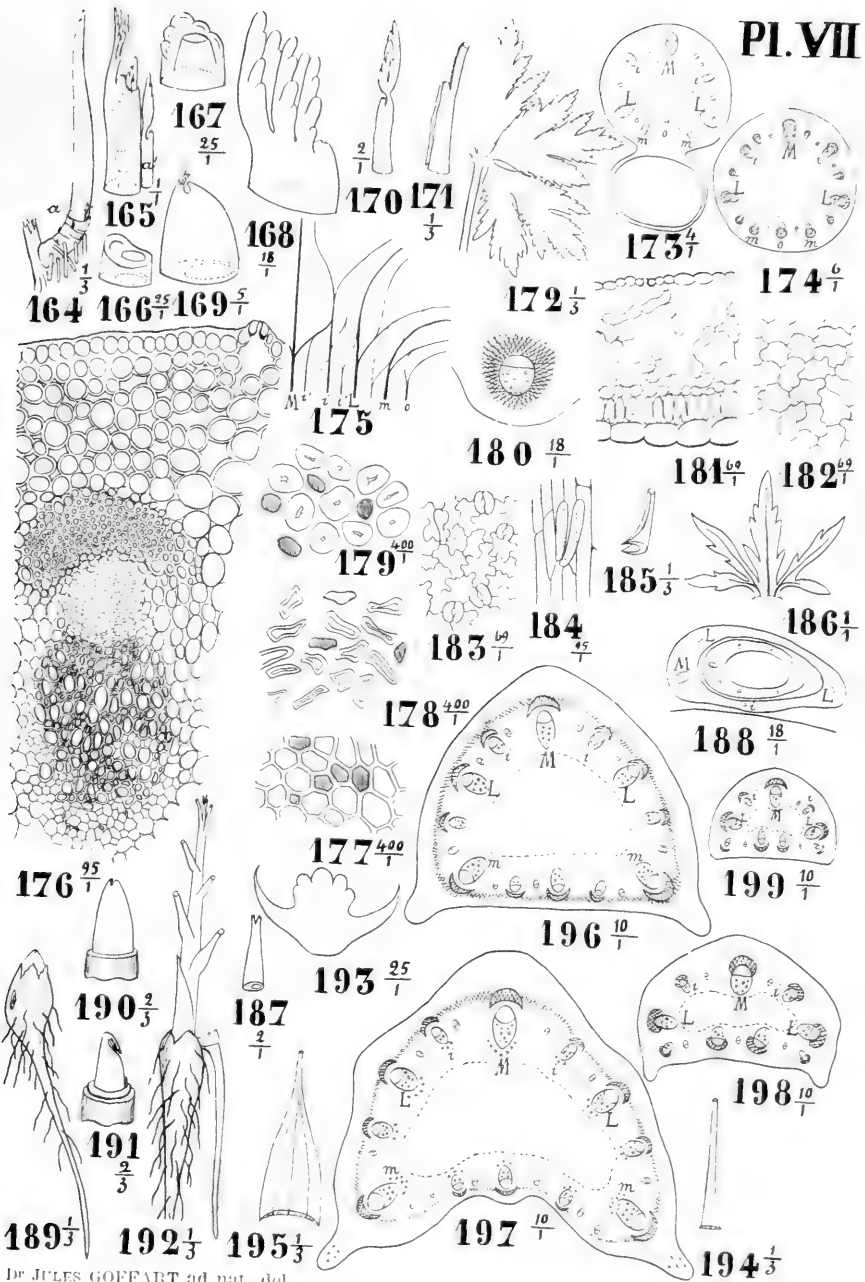 Pl. VII
167 25/1
165 1/1
a'
168 18/1
170 2/1
171 1/3
172 1/3
M
i
L
m o m
173 4/1
M
i
L
L
m o m
174 6/1
a
164 1/3
166 25/1
169 5/1
M i' i i' L m o
175
180 18/1
181 69/1
182 69/1
179 400/1
183 69/1
184 95/1
185 1/3
186 1/1
178 400/1
L
M
L
i
188 18/1
177 400/1
176 95/1
M
i
i
L
L
m
m
196 10/1
M
L
L
199 10/1
190 2/3
187 2/1
193 25/1
M
i
i
L
L
198 10/1
191 2/3
M
i
i
L
L
m
m
197 10/1
189 1/3
192 1/3
195 1/3
194 1/3
Dr JULES GOFFART ad nat. del.